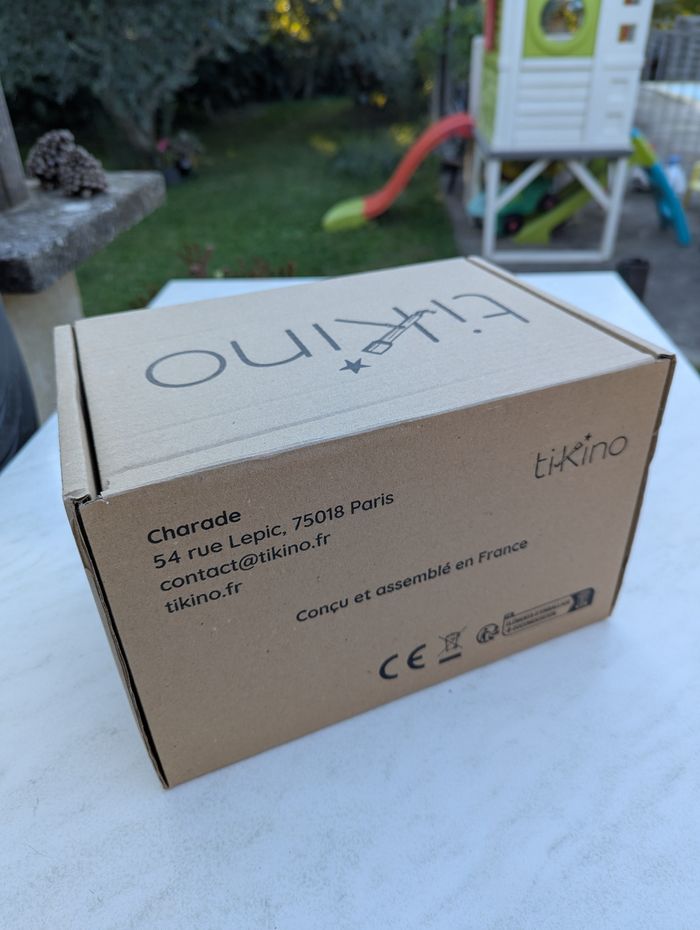 tikino
tikino
Charade
54 rue Lepic, 75018 Paris
contact@tikino.fr
tikino.fr
Conçu et assemblé en France
CE